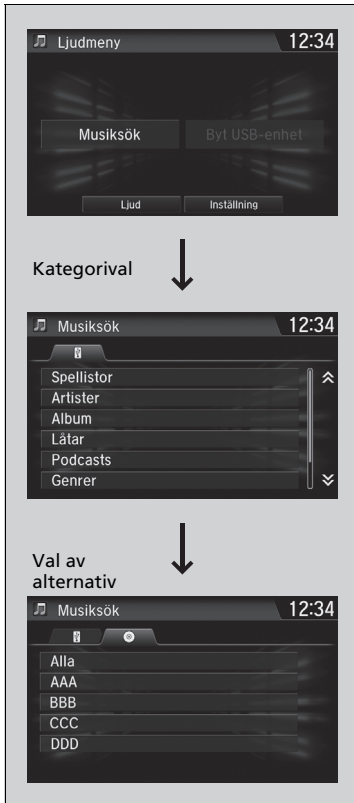 Ljudmeny 12:34
Musiksök Byt USB-enhet
Ljud Inställning
Kategorival
Musiksök 12:34
Spellistor
Artister
Album
Låtar
Podcasts
Genrer
Val av
alternativ
Musiksök 12:34
Alla
AAA
BBB
CCC
DDD